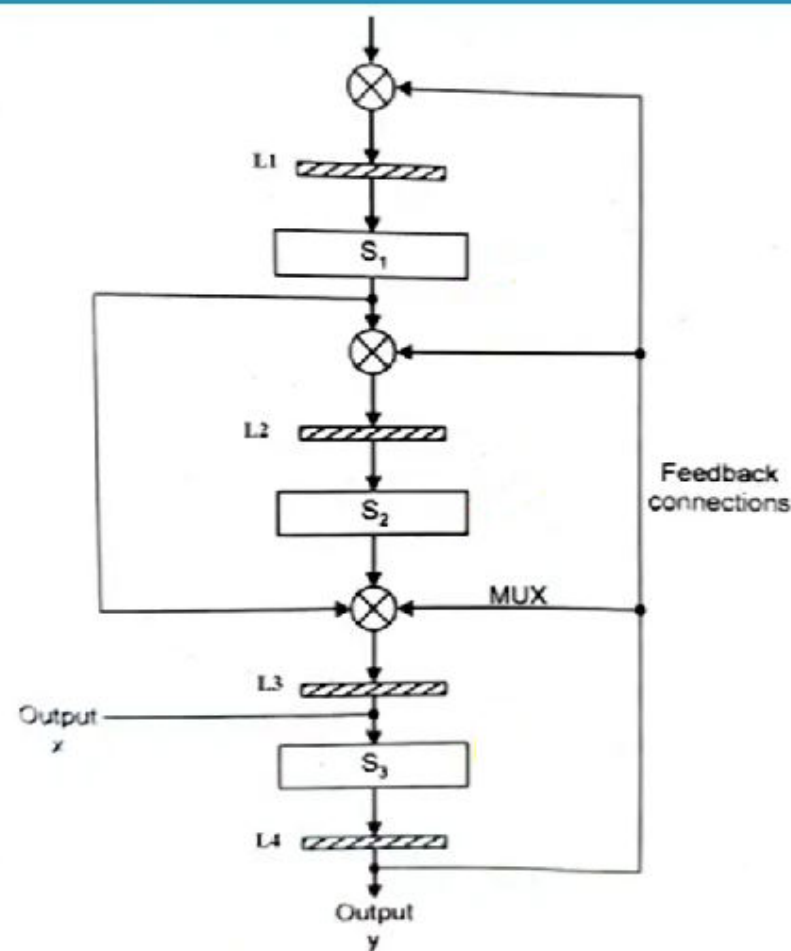 L1
S₁
L2
Feedback
connections
S₂
MUX
L3
Output
x
S₃
L4
Output
y